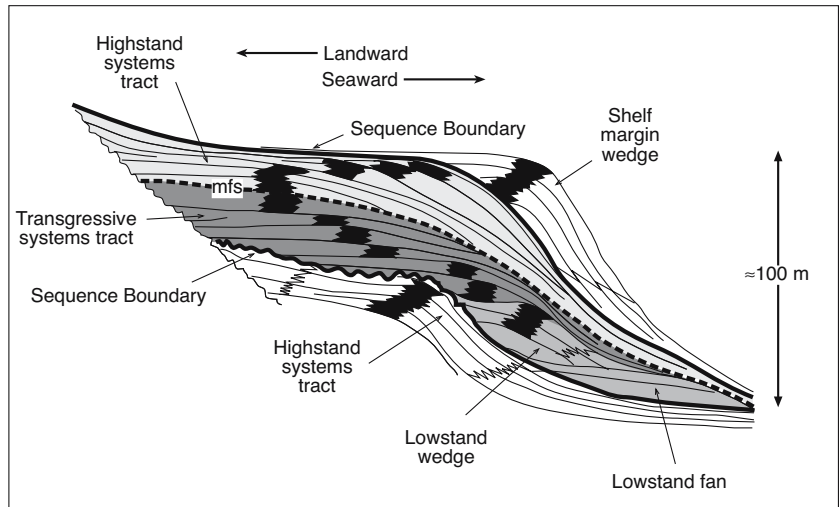 Highstand
systems
tract
Landward
Seaward
Sequence Boundary
Shelf
margin
wedge
mfs
Transgressive
systems tract
≈100 m
Sequence Boundary
Highstand
systems
tract
Lowstand
wedge
Lowstand fan